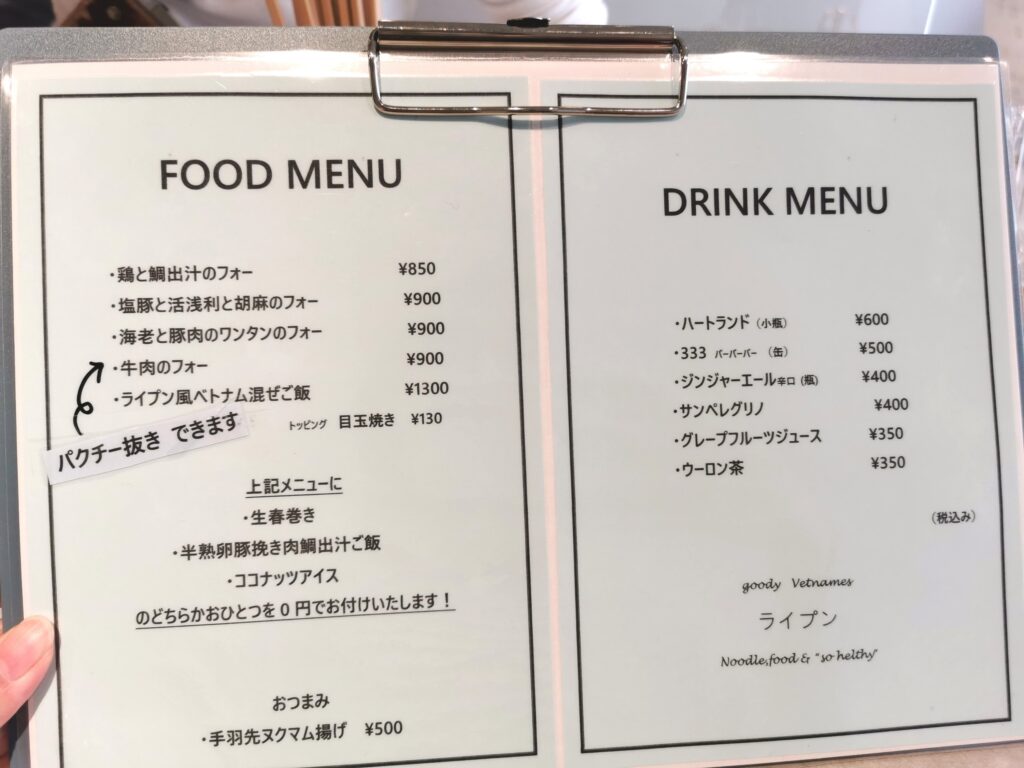 FOOD MENU
・鶏と鯛出汁のフォー ¥850
・塩豚と活浅利と胡麻のフォー ¥900
・海老と豚肉のワンタンのフォー ¥900
・牛肉のフォー ¥900
・ライプン風ベトナム混ぜご飯 ¥1300
トッピング 目玉焼き ¥130
パクチー抜き できます
上記メニューに
・生春巻き
・半熟卵豚挽き肉鯛出汁ご飯
・ココナッツアイス
のどちらかおひとつを0円でお付けいたします!
おつまみ
・手羽先ヌクマム揚げ ¥500
DRINK MENU
・ハートランド(小瓶) ¥600
・333 バーバーバー (缶) ¥500
・ジンジャーエール辛口(瓶) ¥400
・サンペレグリノ ¥400
・グレープフルーツジュース ¥350
・ウーロン茶 ¥350
(税込み)
goody Vetnames
ライプン
Noodle,food & "so helthy"